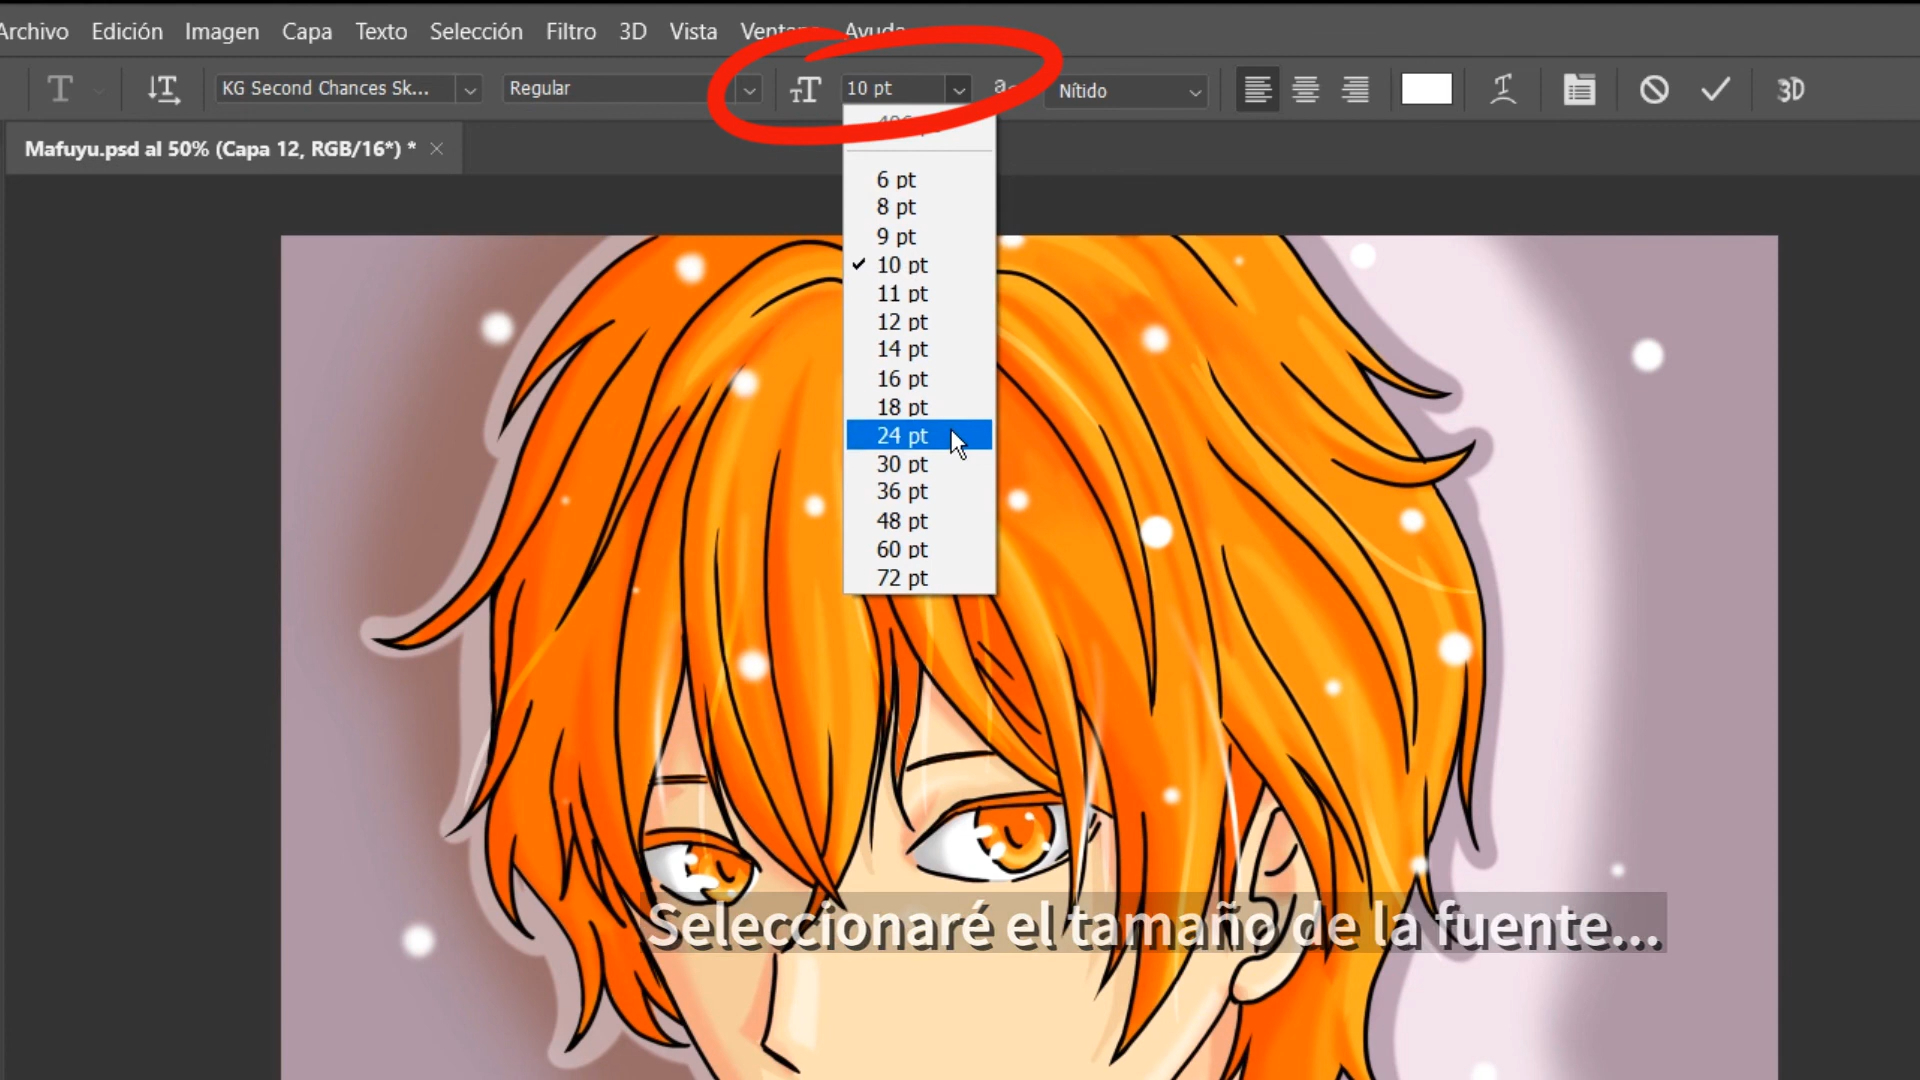 Archivo Edición Imagen Capa Texto Selección Filtro 3D Vista Ventana Ayuda
T T KG Second Chances Sk... Regular TT 10 pt Nítido 3D
Mafuyu.psd al 50% (Capa 12, RGB/16*) * ×
6 pt
8 pt
9 pt
10 pt
11 pt
12 pt
14 pt
16 pt
18 pt
24 pt
30 pt
36 pt
48 pt
60 pt
72 pt
Seleccionaré el tamaño de la fuente...